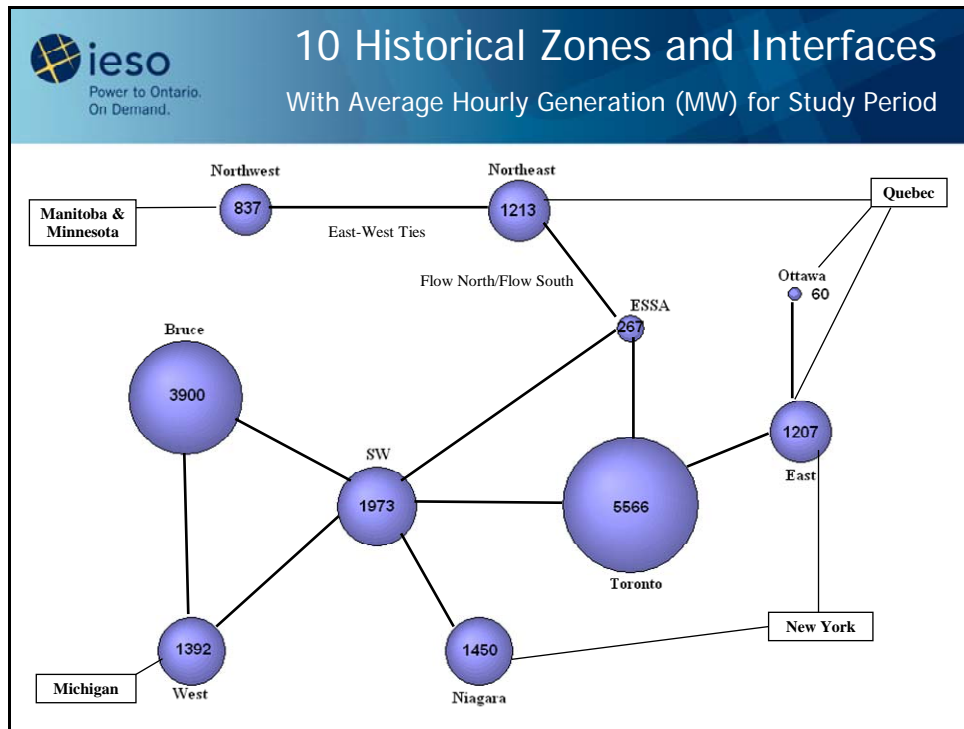 ieso
Power to Ontario.
On Demand.
10 Historical Zones and Interfaces
With Average Hourly Generation (MW) for Study Period
Northwest
Northeast
Manitoba &
Minnesota
837
1213
Quebec
East-West Ties
Flow North/Flow South
Ottawa
60
ESSA
267
Bruce
3900
1207
East
SW
1973
5566
Toronto
New York
1392
West
1450
Niagara
Michigan